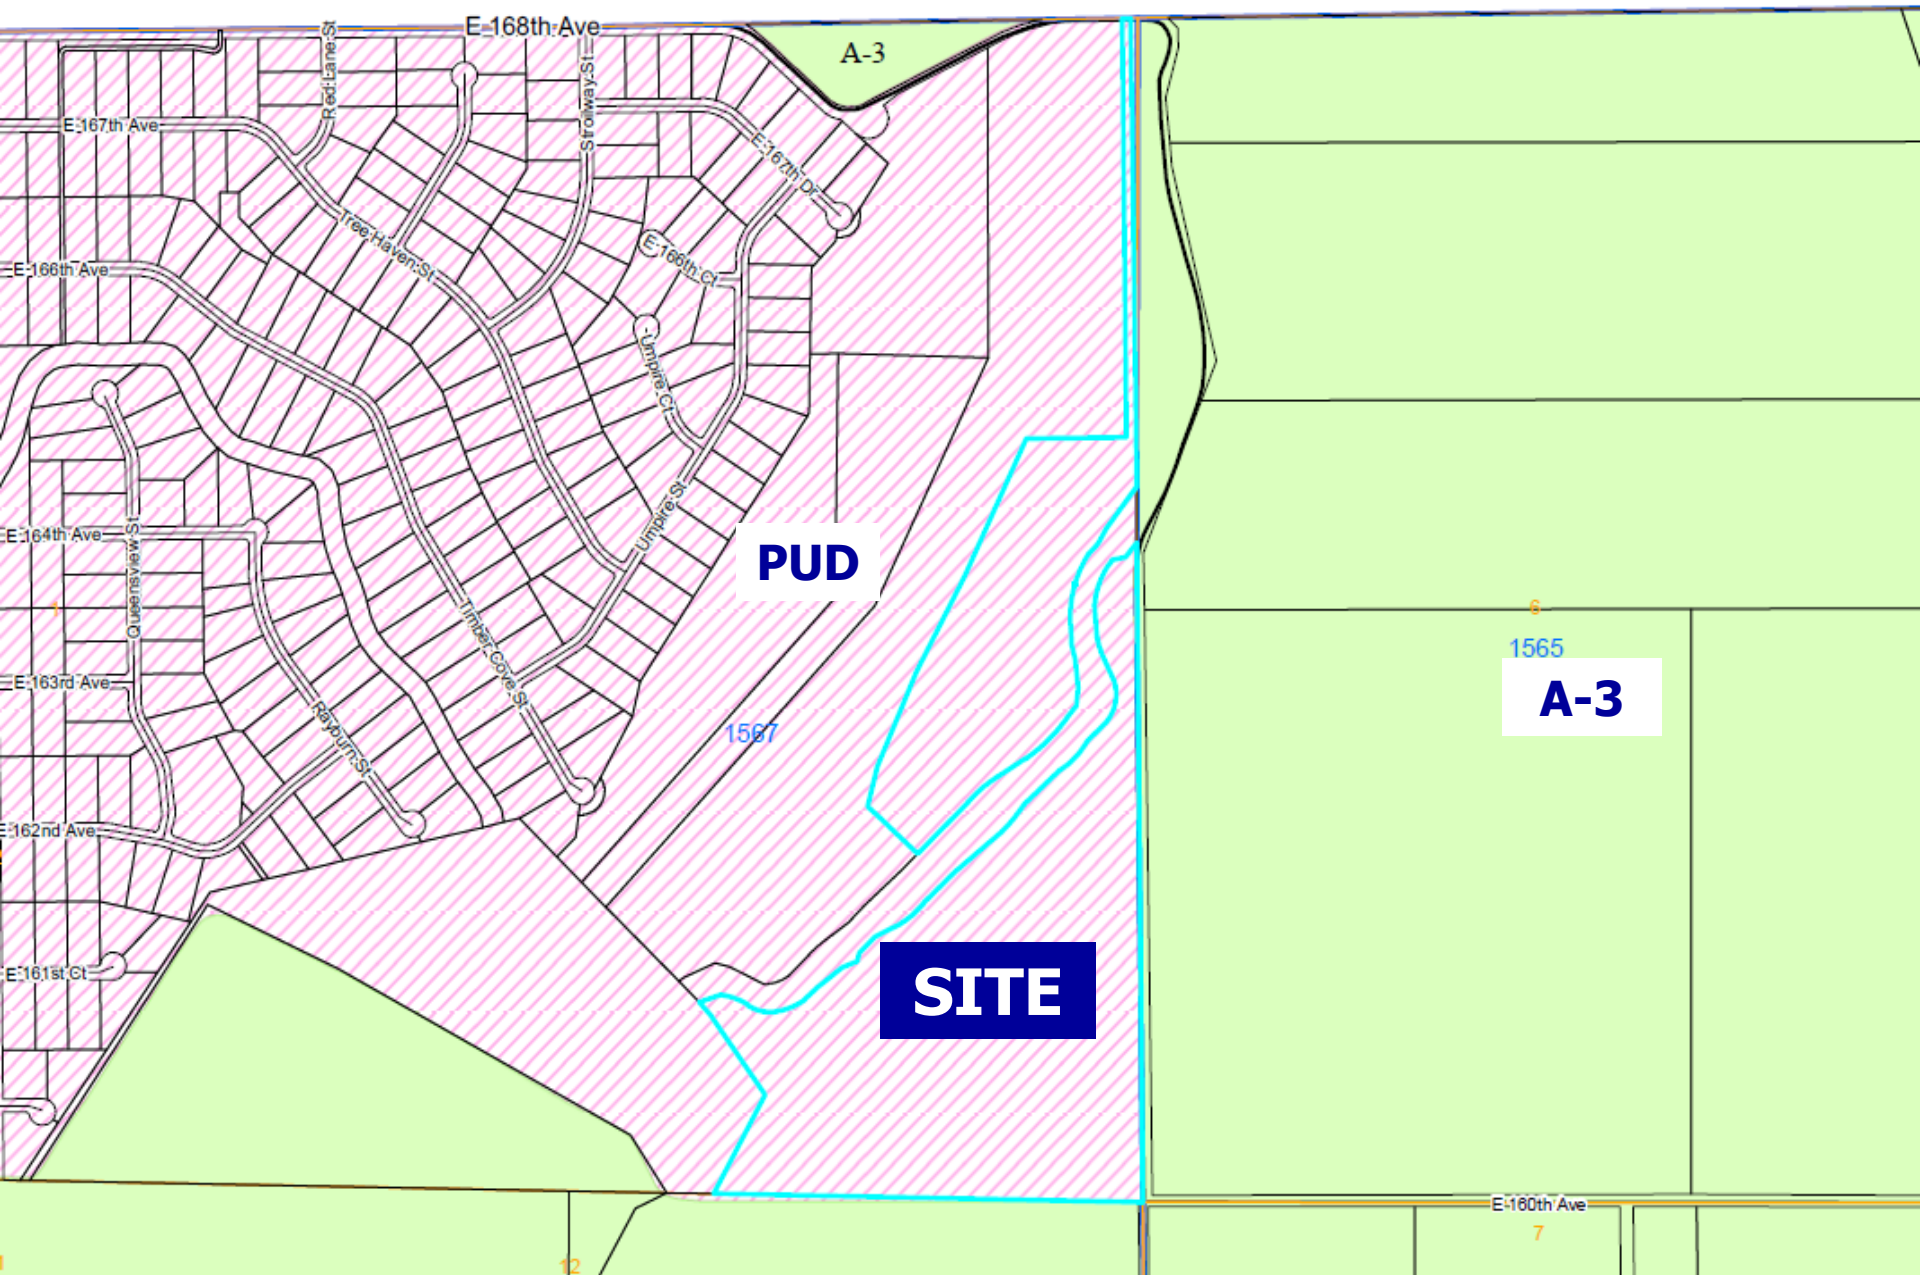 E 168th Ave
Red Lane St
A-3
Strollway St
E 167th Ave
E 167th Dr
Tree Haven St
E 166th Ct
E 166th Ave
Umpire Ct
Umpire St
E 164th Ave
Queensview St
PUD
1
6
1565
Timber Cove St
A-3
E 163rd Ave
Rayburn St
1567
E 162nd Ave
E 161st Ct
SITE
E 160th Ave
7
12